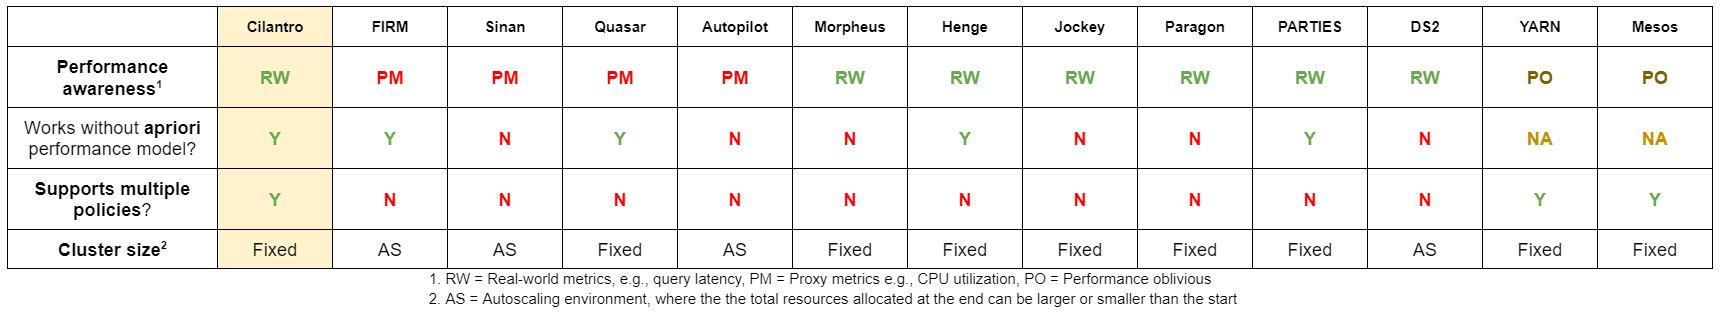 Cilantro FIRM Sinan Quasar Autopilot Morpheus Henge Jockey Paragon PARTIES DS2 YARN Mesos
Performance
awareness1 RW PM PM PM PM RW RW RW RW RW RW PO PO
Works without apriori
performance model? Y Y N Y N N Y N N Y N NA NA
Supports multiple
policies? Y N N N N N N N N N N Y Y
Cluster size2 Fixed AS AS Fixed AS Fixed Fixed Fixed Fixed Fixed AS Fixed Fixed
1. RW = Real-world metrics, e.g., query latency, PM = Proxy metrics e.g., CPU utilization, PO = Performance oblivious
2. AS = Autoscaling environment, where the the total resources allocated at the end can be larger or smaller than the start